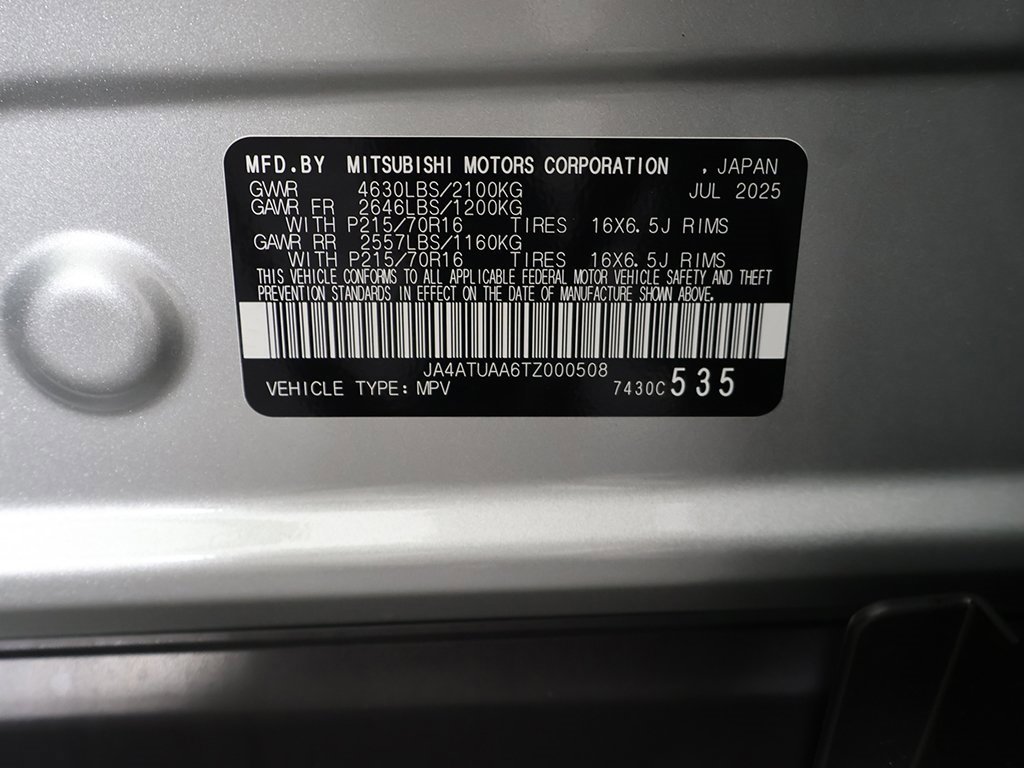 MFD.BY MITSUBISHI MOTORS CORPORATION , JAPAN
GVWR 4630LBS/2100KG JUL 2025
GAWR FR 2646LBS/1200KG
WITH P215/70R16 TIRES 16X6.5J RIMS
GAWR RR 2557LBS/1160KG
WITH P215/70R16 TIRES 16X6.5J RIMS
THIS VEHICLE CONFORMS TO ALL APPLICABLE FEDERAL MOTOR VEHICLE SAFETY AND THEFT
PREVENTION STANDARDS IN EFFECT ON THE DATE OF MANUFACTURE SHOWN ABOVE.
JA4ATUAA6TZ000508
VEHICLE TYPE: MPV 7430C 535